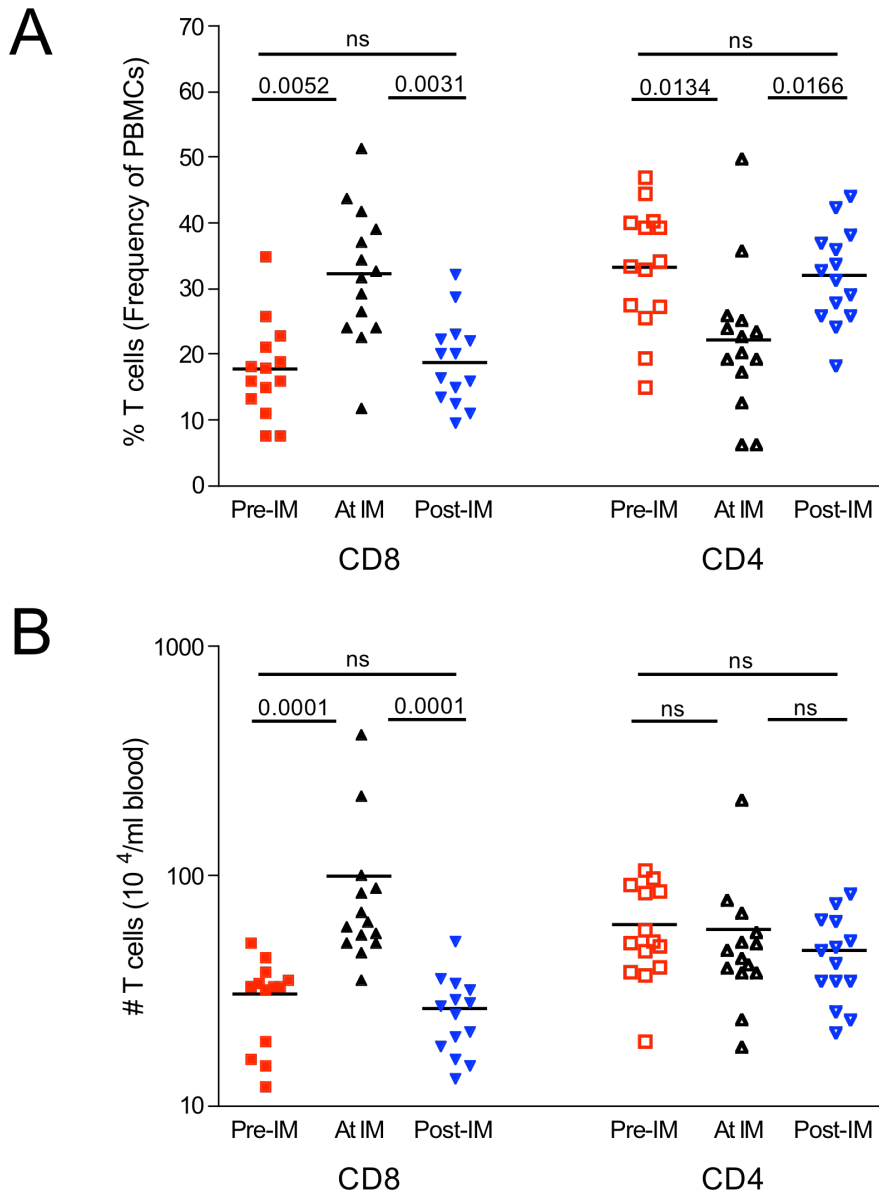 A
% T cells (Frequency of PBMCs)
70
60
50
40
30
20
10
0
ns
0.0052
0.0031
ns
0.0134
0.0166
Pre-IM
At IM
Post-IM
Pre-IM
At IM
Post-IM
CD8
CD4
B
# T cells (10 4/ml blood)
1000
100
10
ns
0.0001
0.0001
ns
ns
ns
Pre-IM
At IM
Post-IM
Pre-IM
At IM
Post-IM
CD8
CD4